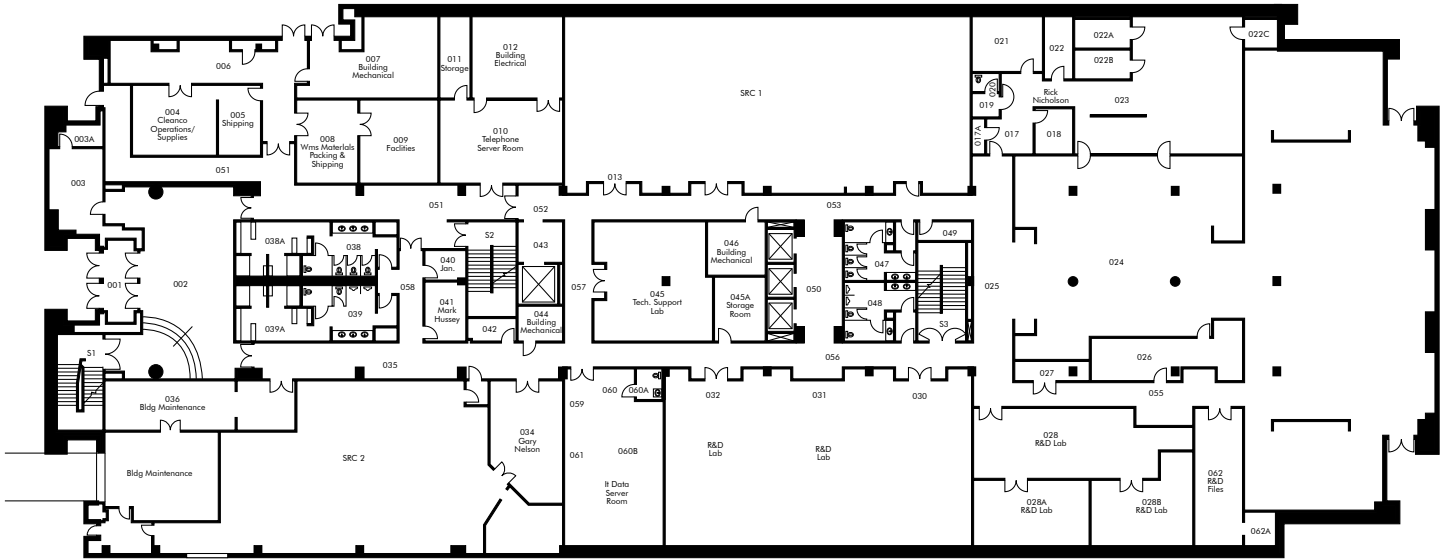 006
007
Building
Mechanical
011
Storage
012
Building
Electrical
SRC 1
021
022
022A
022B
022C
020
019
Rick
Nicholson
023
017A
017
018
004
Cleanco
Operations/
Supplies
005
Shipping
008
Wms Materlals
Packing &
Shipping
009
Faclities
010
Telephone
Server Room
003A
003
051
013
051
052
053
001
002
038A
038
039
039A
058
040
Jan.
041
Mark
Hussey
S2
042
043
044
Building
Mechanical
057
045
Tech. Support
Lab
046
Building
Mechanical
045A
Storage
Room
050
047
048
049
S3
025
024
026
027
055
056
035
S1
036
Bldg Maintenance
Bldg Maintenance
SRC 2
034
Gary
Nelson
059
060
060A
061
060B
It Data
Server
Room
032
031
030
R&D
Lab
R&D
Lab
028
R&D Lab
028A
R&D Lab
028B
R&D Lab
062
R&D
Files
062A